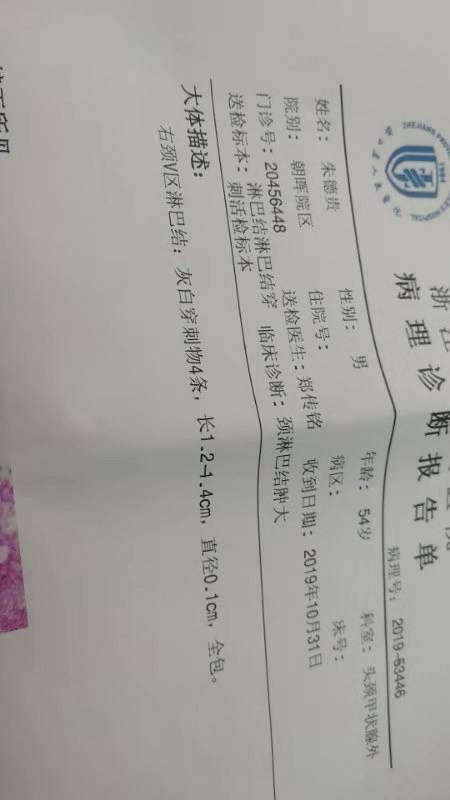 ZHEJIANG PROV
1984
浙江
病理诊断报告单
病理号： 2019-53446
姓名： 朱德贵 性别： 男 年龄： 54岁 科室： 头颈甲状腺外
院别： 朝晖院区 住院号： 病区： 床号：
门诊号：20456448 送检医生：郑传铭 收到日期： 2019年10月31日
送检标本： 淋巴结淋巴结穿刺活检标本 临床诊断： 颈淋巴结肿大
大体描述：
右颈V区淋巴结：灰白穿刺物4条，长1.2-1.4cm，直径0.1cm，全包。